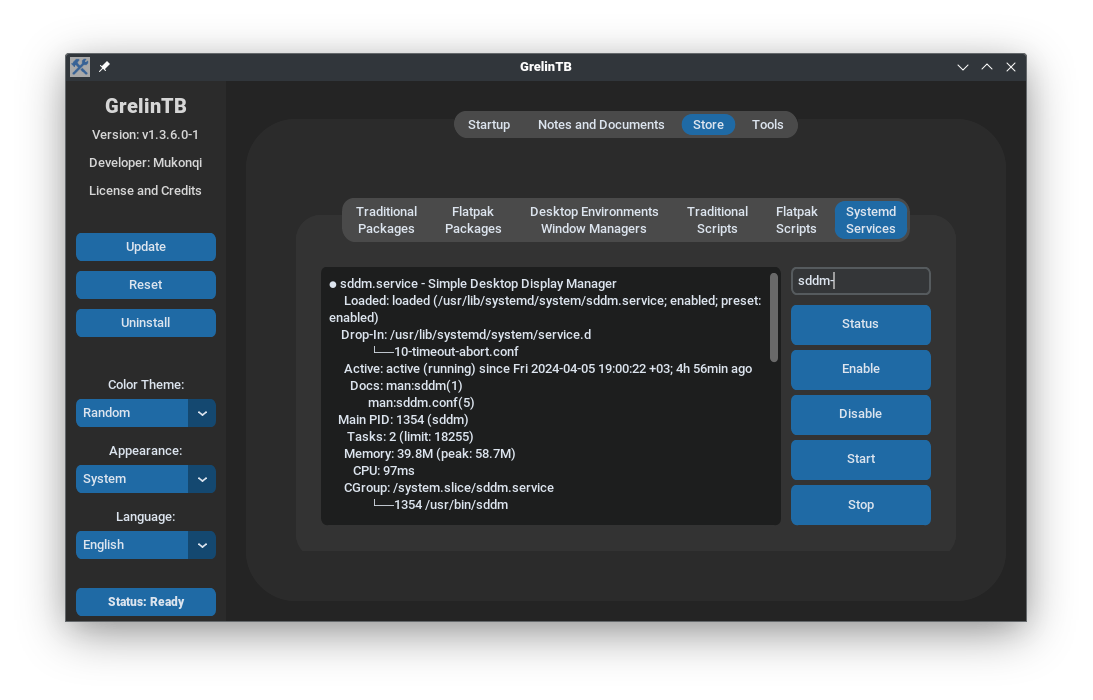 GrelinTB
GrelinTB
Version: v1.3.6.0-1
Developer: Mukonqi
License and Credits
Update
Reset
Uninstall
Color Theme:
Random
Appearance:
System
Language:
English
Status: Ready
Startup
Notes and Documents
Store
Tools
Traditional
Packages
Flatpak
Packages
Desktop Environments
Window Managers
Traditional
Scripts
Flatpak
Scripts
Systemd
Services
● sddm.service - Simple Desktop Display Manager
Loaded: loaded (/usr/lib/systemd/system/sddm.service; enabled; preset:
enabled)
Drop-In: /usr/lib/systemd/system/service.d
└──10-timeout-abort.conf
Active: active (running) since Fri 2024-04-05 19:00:22 +03; 4h 56min ago
Docs: man:sddm(1)
man:sddm.conf(5)
Main PID: 1354 (sddm)
Tasks: 2 (limit: 18255)
Memory: 39.8M (peak: 58.7M)
CPU: 97ms
CGroup: /system.slice/sddm.service
└──1354 /usr/bin/sddm
sddm-
Status
Enable
Disable
Start
Stop